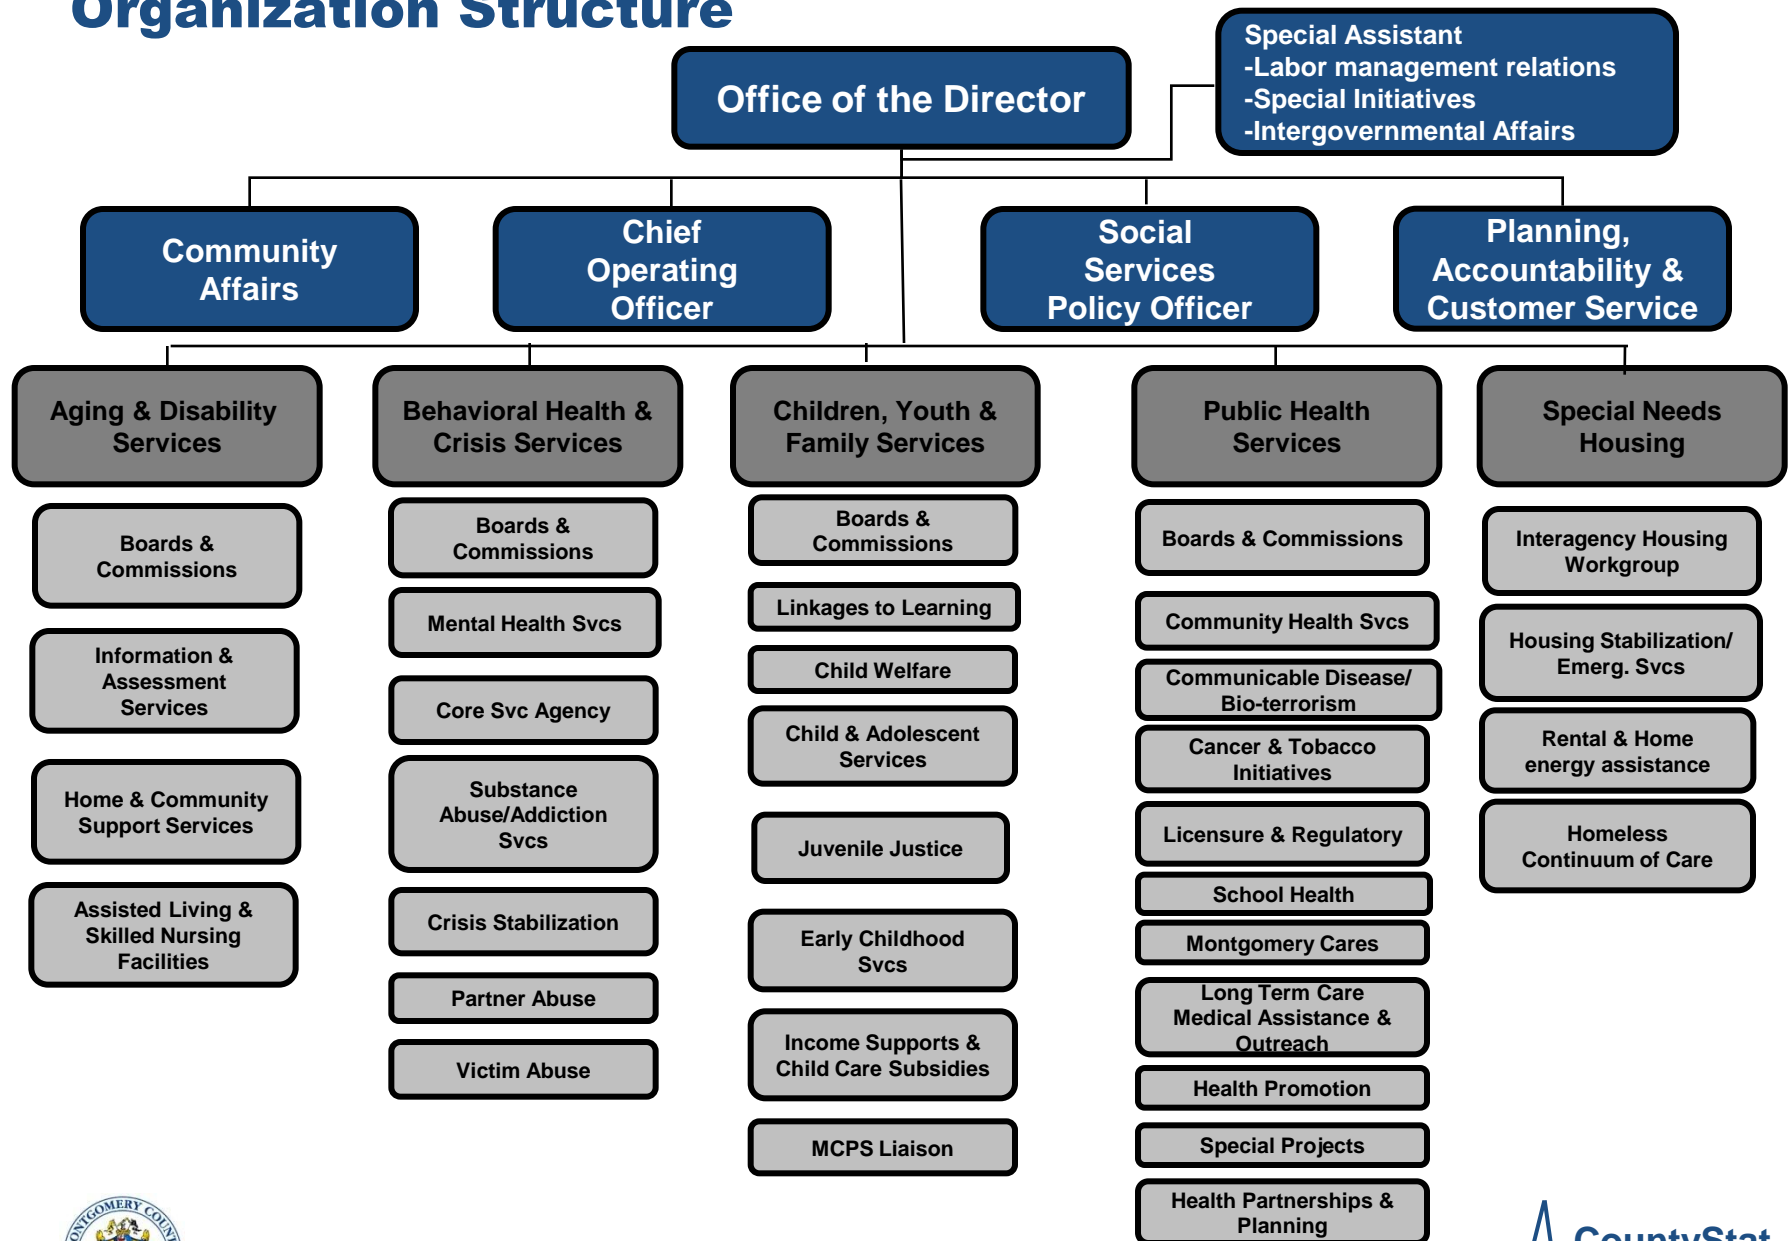 Organization Structure
Special Assistant
-Labor management relations
-Special Initiatives
-Intergovernmental Affairs
Office of the Director
Community
Affairs
Chief
Operating
Officer
Social
Services
Policy Officer
Planning,
Accountability &
Customer Service
Aging & Disability
Services
Boards &
Commissions
Information &
Assessment
Services
Home & Community
Support Services
Assisted Living &
Skilled Nursing
Facilities
Behavioral Health &
Crisis Services
Boards &
Commissions
Mental Health Svcs
Core Svc Agency
Substance
Abuse/Addiction
Svcs
Crisis Stabilization
Partner Abuse
Victim Abuse
Children, Youth &
Family Services
Boards &
Commissions
Linkages to Learning
Child Welfare
Child & Adolescent
Services
Juvenile Justice
Early Childhood
Svcs
Income Supports &
Child Care Subsidies
MCPS Liaison
Public Health
Services
Boards & Commissions
Community Health Svcs
Communicable Disease/
Bio-terrorism
Cancer & Tobacco
Initiatives
Licensure & Regulatory
School Health
Montgomery Cares
Long Term Care
Medical Assistance &
Outreach
Health Promotion
Special Projects
Health Partnerships &
Planning
Special Needs
Housing
Interagency Housing
Workgroup
Housing Stabilization/
Emerg. Svcs
Rental & Home
energy assistance
Homeless
Continuum of Care
CountyStat